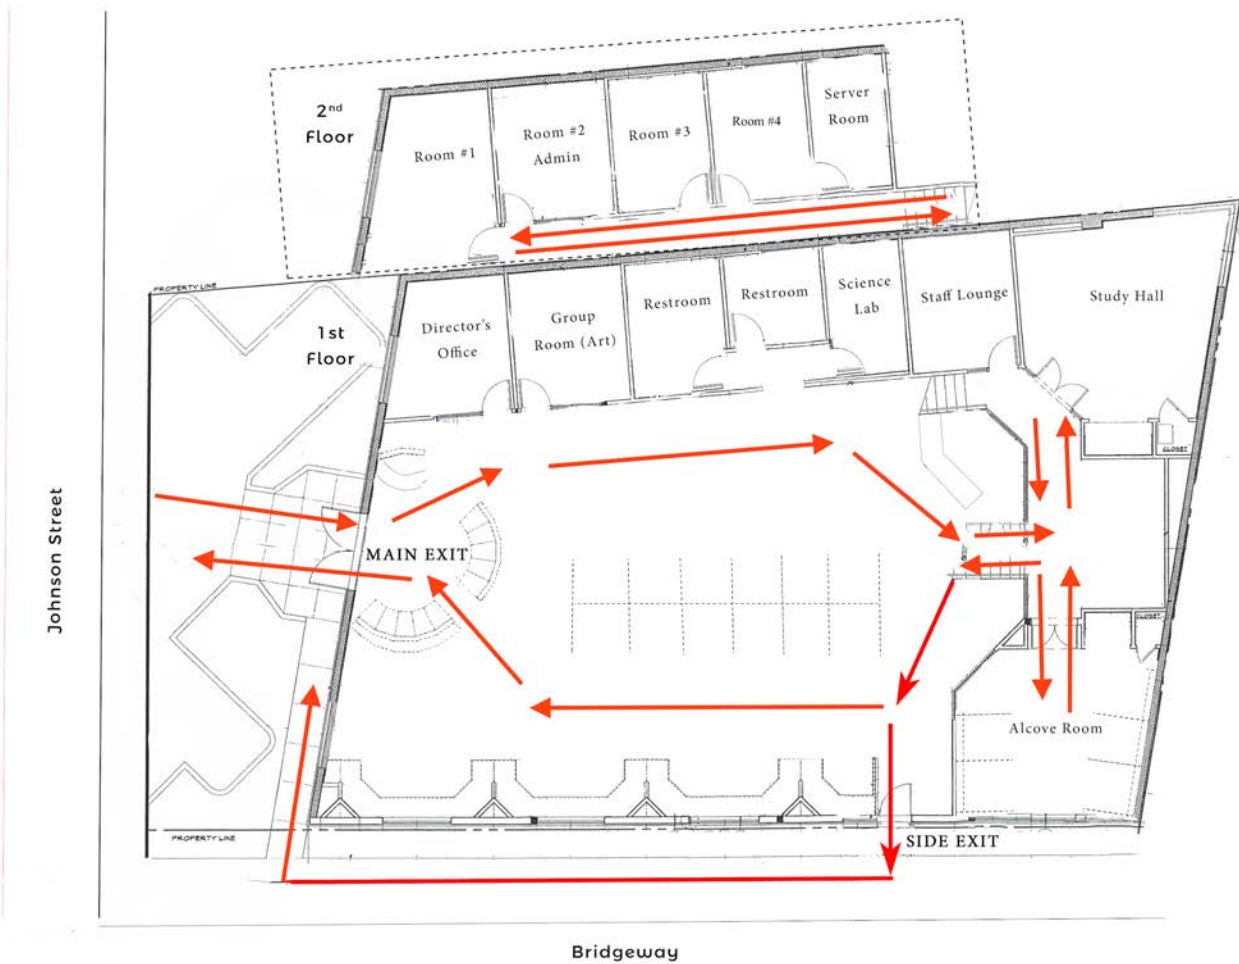 2nd
Floor
Room #1
Room #2
Admin
Room #3
Room #4
Server
Room
PROPERTY LINE
1st
Floor
Director's
Office
Group
Room (Art)
Restroom
Restroom
Science
Lab
Staff Lounge
Study Hall
CLOSET
Johnson Street
MAIN EXIT
CLOSET
Alcove Room
PROPERTY LINE
SIDE EXIT
Bridgeway